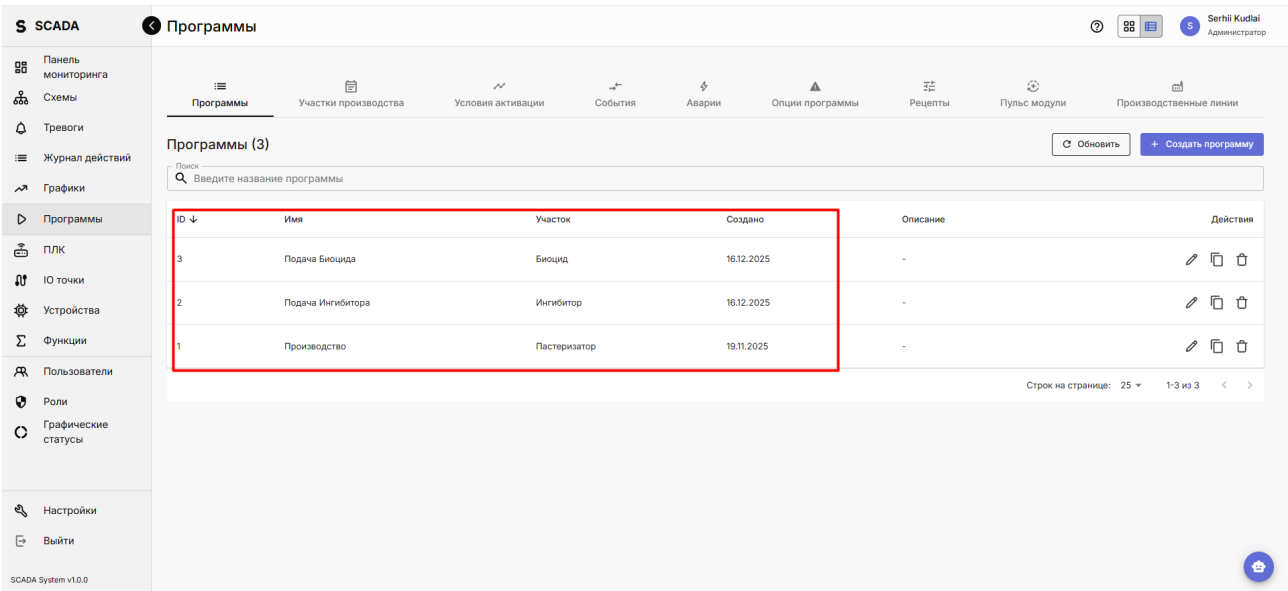 S SCADA
Программы
Serhii Kudlai
S
Администратор
Панель
мониторинга
Схемы
Тревоги
Журнал действий
Графики
Программы
ПЛК
IO точки
Устройства
Функции
Пользователи
Роли
Графические
статусы
Настройки
Выйти
SCADA System v1.0.0
Программы Участки производства Условия активации События Аварии Опции программы Рецепты Пульс модули Производственные линии
Программы (3)
Обновить
+ Создать программу
Поиск
Введите название программы
ID Имя Участок Создано Описание Действия
3 Подача Биоцида Биоцид 16.12.2025 -
2 Подача Ингибитора Ингибитор 16.12.2025 -
1 Производство Пастеризатор 19.11.2025 -
Строк на странице: 25 1-3 из 3